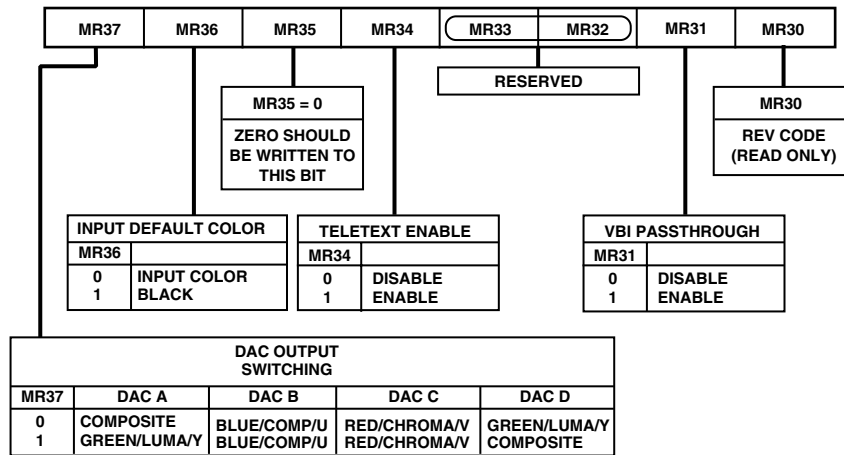 MR37 MR36 MR35 MR34 MR33 MR32 MR31 MR30
RESERVED
MR35 = 0
ZERO SHOULD
BE WRITTEN TO
THIS BIT
MR30
REV CODE
(READ ONLY)
INPUT DEFAULT COLOR
MR36
0 INPUT COLOR
1 BLACK
TELETEXT ENABLE
MR34
0 DISABLE
1 ENABLE
VBI PASSTHROUGH
MR31
0 DISABLE
1 ENABLE
DAC OUTPUT
SWITCHING
MR37 DAC A DAC B DAC C DAC D
0 COMPOSITE BLUE/COMP/U RED/CHROMA/V GREEN/LUMA/Y
1 GREEN/LUMA/Y BLUE/COMP/U RED/CHROMA/V COMPOSITE